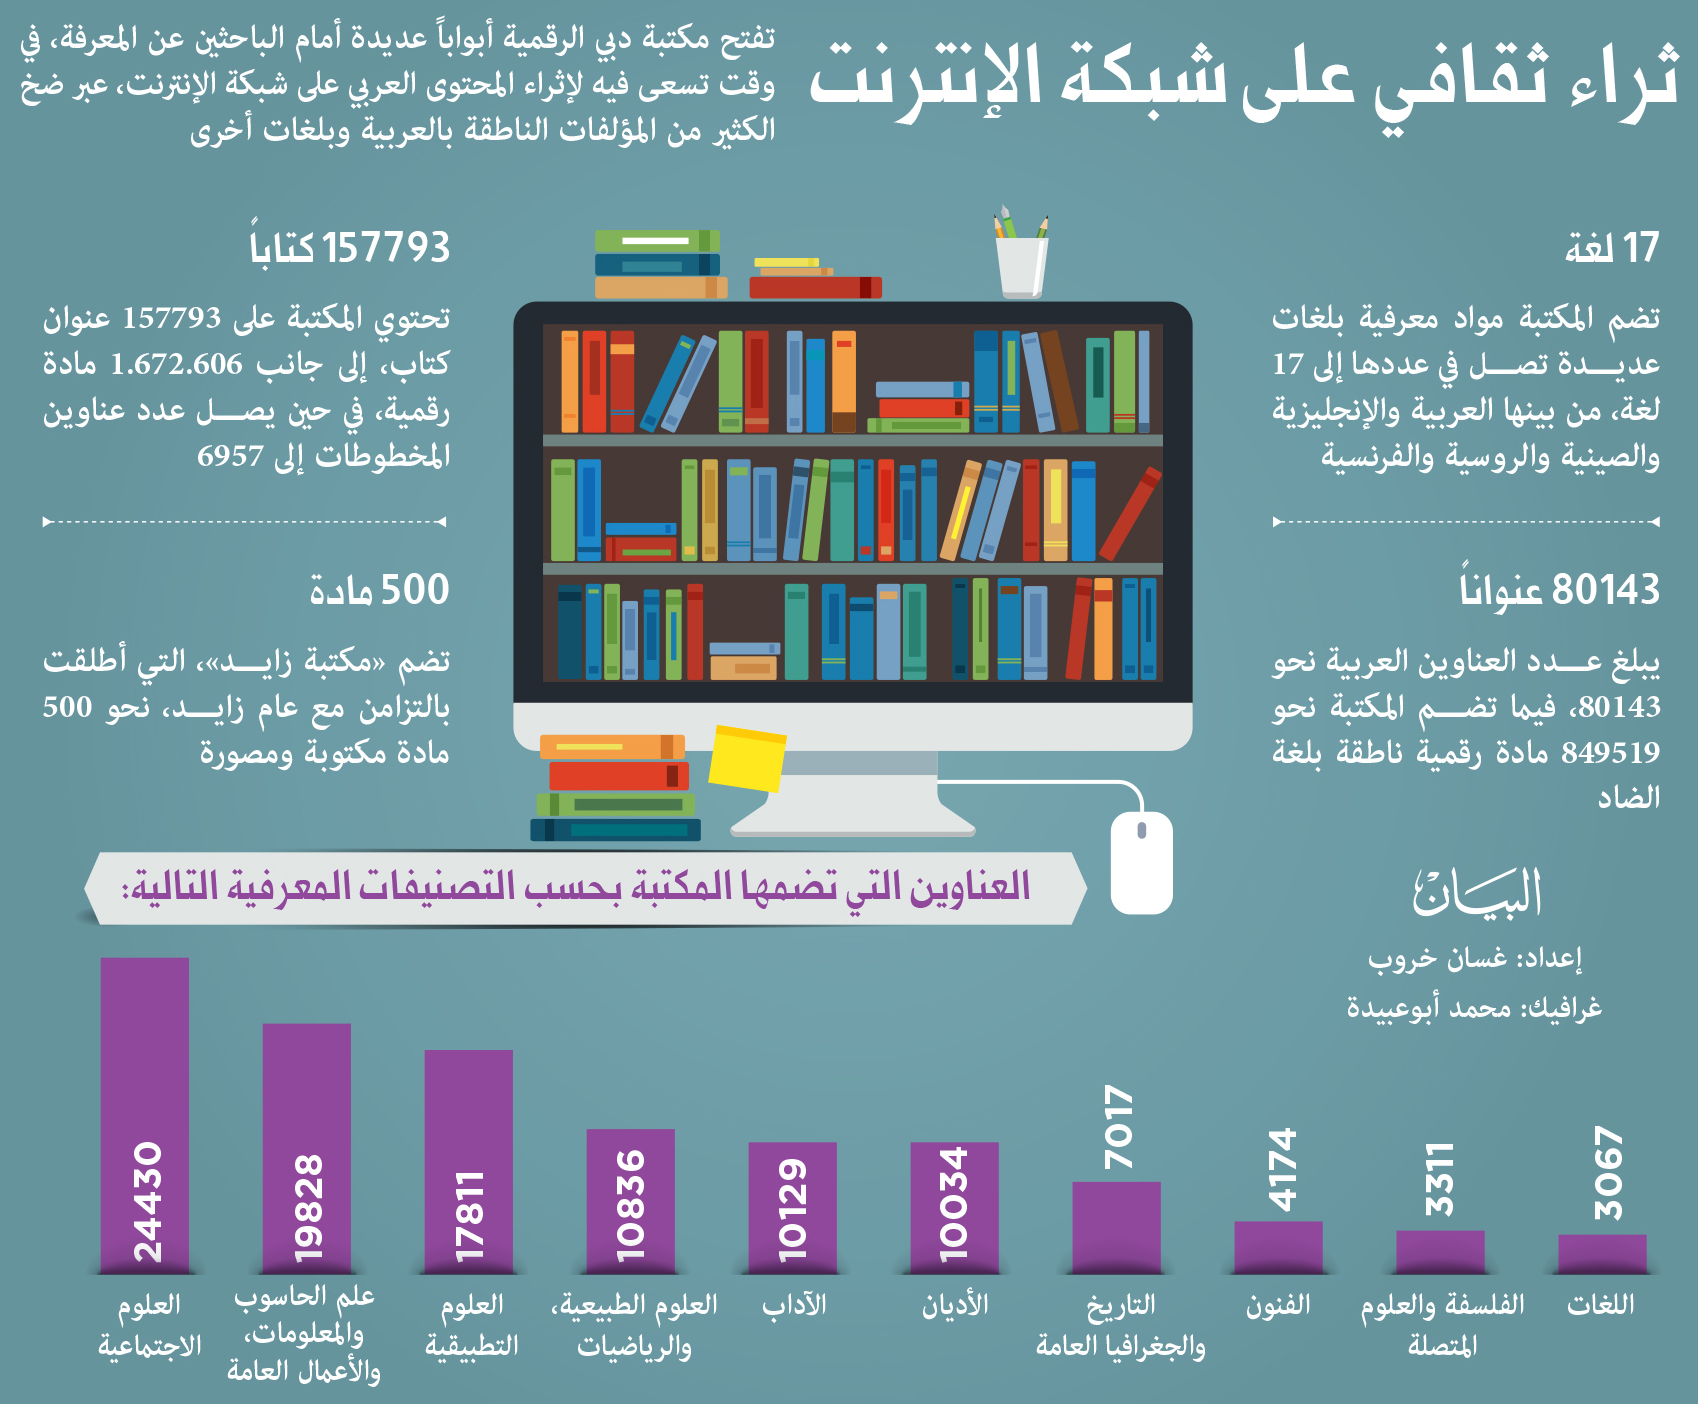 ثراء ثقافي على شبكة الإنترنت
تفتح مكتبة دبي الرقمية أبواباً عديدة أمام الباحثين عن المعرفة، في
وقت تسعى فيه لإثراء المحتوى العربي على شبكة الإنترنت، عبر ضخ
الكثير من المؤلفات الناطقة بالعربية وبلغات أخرى
17 لغة
تضم المكتبة مواد معرفية بلغات
عديـــدة تصـــل في عددها إلى 17
لغة، من بينها العربية والإنجليزية
والصينية والروسية والفرنسية
80143 عنواناً
يبلغ عـــدد العناوين العربية نحو
80143، فيما تضـــم المكتبة نحو
849519 مادة رقمية ناطقة بلغة
الضاد
157793 كتاباً
تحتوي المكتبة على 157793 عنوان
كتاب، إلى جانب 1.672.606 مادة
رقمية، في حين يصـــل عدد عناوين
المخطوطات إلى 6957
500 مادة
تضم «مكتبة زايـــد»، التي أطلقت
بالتزامن مع عام زايـــد، نحو 500
مادة مكتوبة ومصورة
البيان
إعداد: غسان خروب
غرافيك: محمد أبوعبيدة
العناوين التي تضمها المكتبة بحسب التصنيفات المعرفية التالية:
3067
اللغات
3311
الفلسفة والعلوم
المتصلة
4174
الفنون
7017
التاريخ
والجغرافيا العامة
10034
الأديان
10129
الآداب
10836
العلوم الطبيعية،
والرياضيات
17811
العلوم
التطبيقية
19828
علم الحاسوب
والمعلومات،
والأعمال العامة
24430
العلوم
الاجتماعية